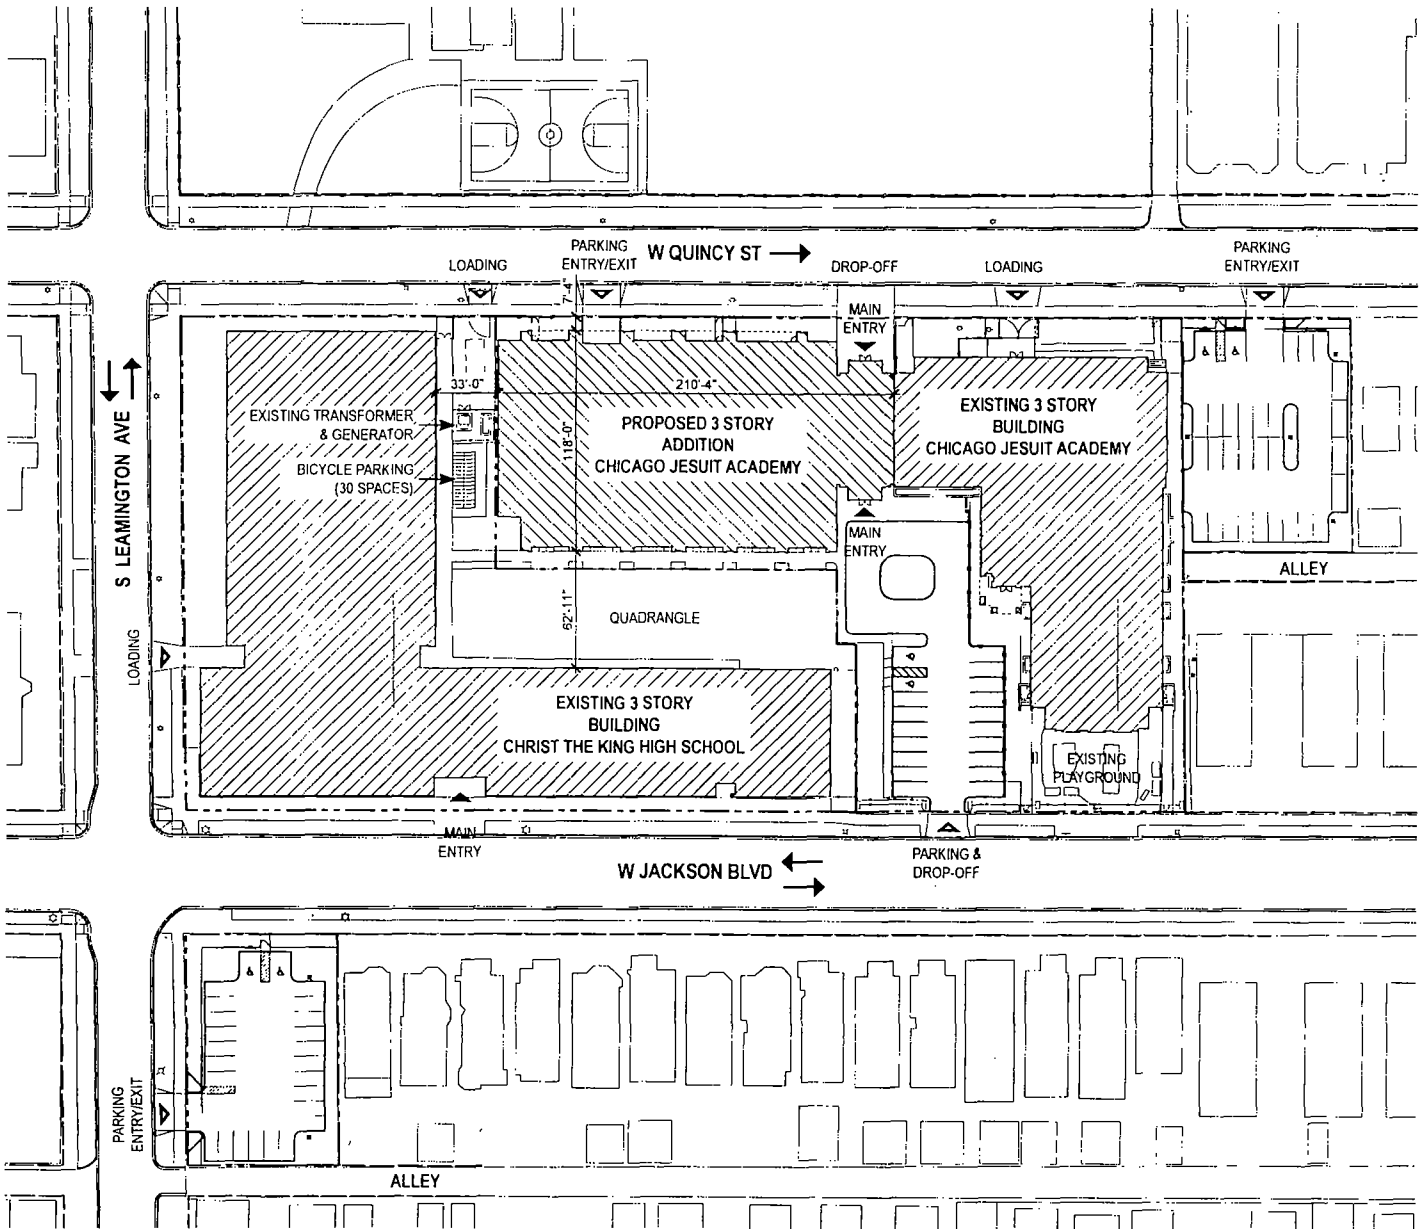 W QUINCY ST
LOADING
PARKING
ENTRY/EXIT
DROP-OFF
LOADING
PARKING
ENTRY/EXIT
7'-4"
MAIN
ENTRY
33'-0"
210'-4"
EXISTING TRANSFORMER
& GENERATOR
BICYCLE PARKING
(30 SPACES)
118'-0"
PROPOSED 3 STORY
ADDITION
CHICAGO JESUIT ACADEMY
EXISTING 3 STORY
BUILDING
CHICAGO JESUIT ACADEMY
S LEAMINGTON AVE
MAIN
ENTRY
ALLEY
62'-11"
QUADRANGLE
LOADING
EXISTING 3 STORY
BUILDING
CHRIST THE KING HIGH SCHOOL
EXISTING
PLAYGROUND
MAIN
ENTRY
W JACKSON BLVD
PARKING &
DROP-OFF
PARKING
ENTRY/EXIT
ALLEY